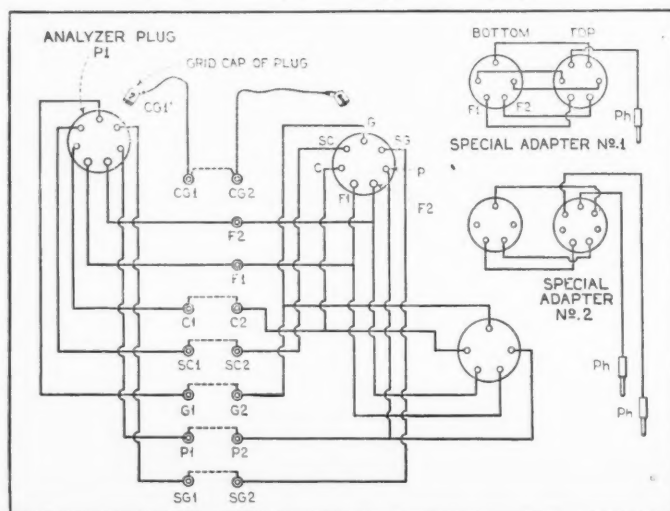 ANALYZER PLUG
P1
GRID CAP OF PLUG
CG1'
CG1
CG2
G
SC
SG
C
P
F1
F2
F2
F1
C1
C2
SC1
SC2
G1
G2
P1
P2
SG1
SG2
BOTTOM
TOP
F1
F2
Ph
SPECIAL ADAPTER No.1
SPECIAL
ADAPTER
No.2
Ph
Ph